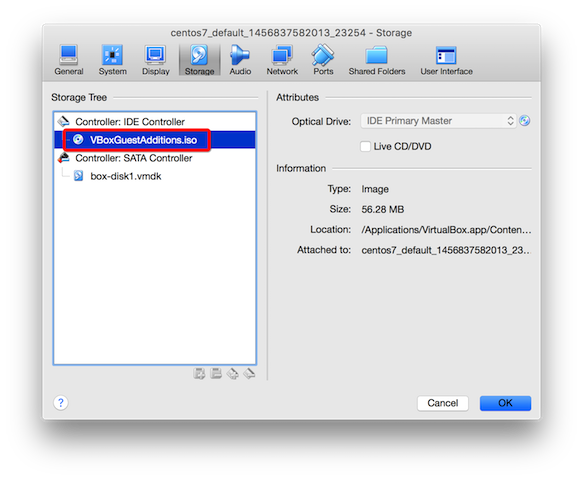 centos7_default_1456837582013_23254 - Storage
General System Display Storage Audio Network Ports Shared Folders User Interface
Storage Tree
Controller: IDE Controller
VBoxGuestAdditions.iso
Controller: SATA Controller
box-disk1.vmdk
Attributes
Optical Drive: IDE Primary Master
Live CD/DVD
Information
Type: Image
Size: 56.28 MB
Location: /Applications/VirtualBox.app/Conten...
Attached to: centos7_default_1456837582013_23...
?
Cancel OK